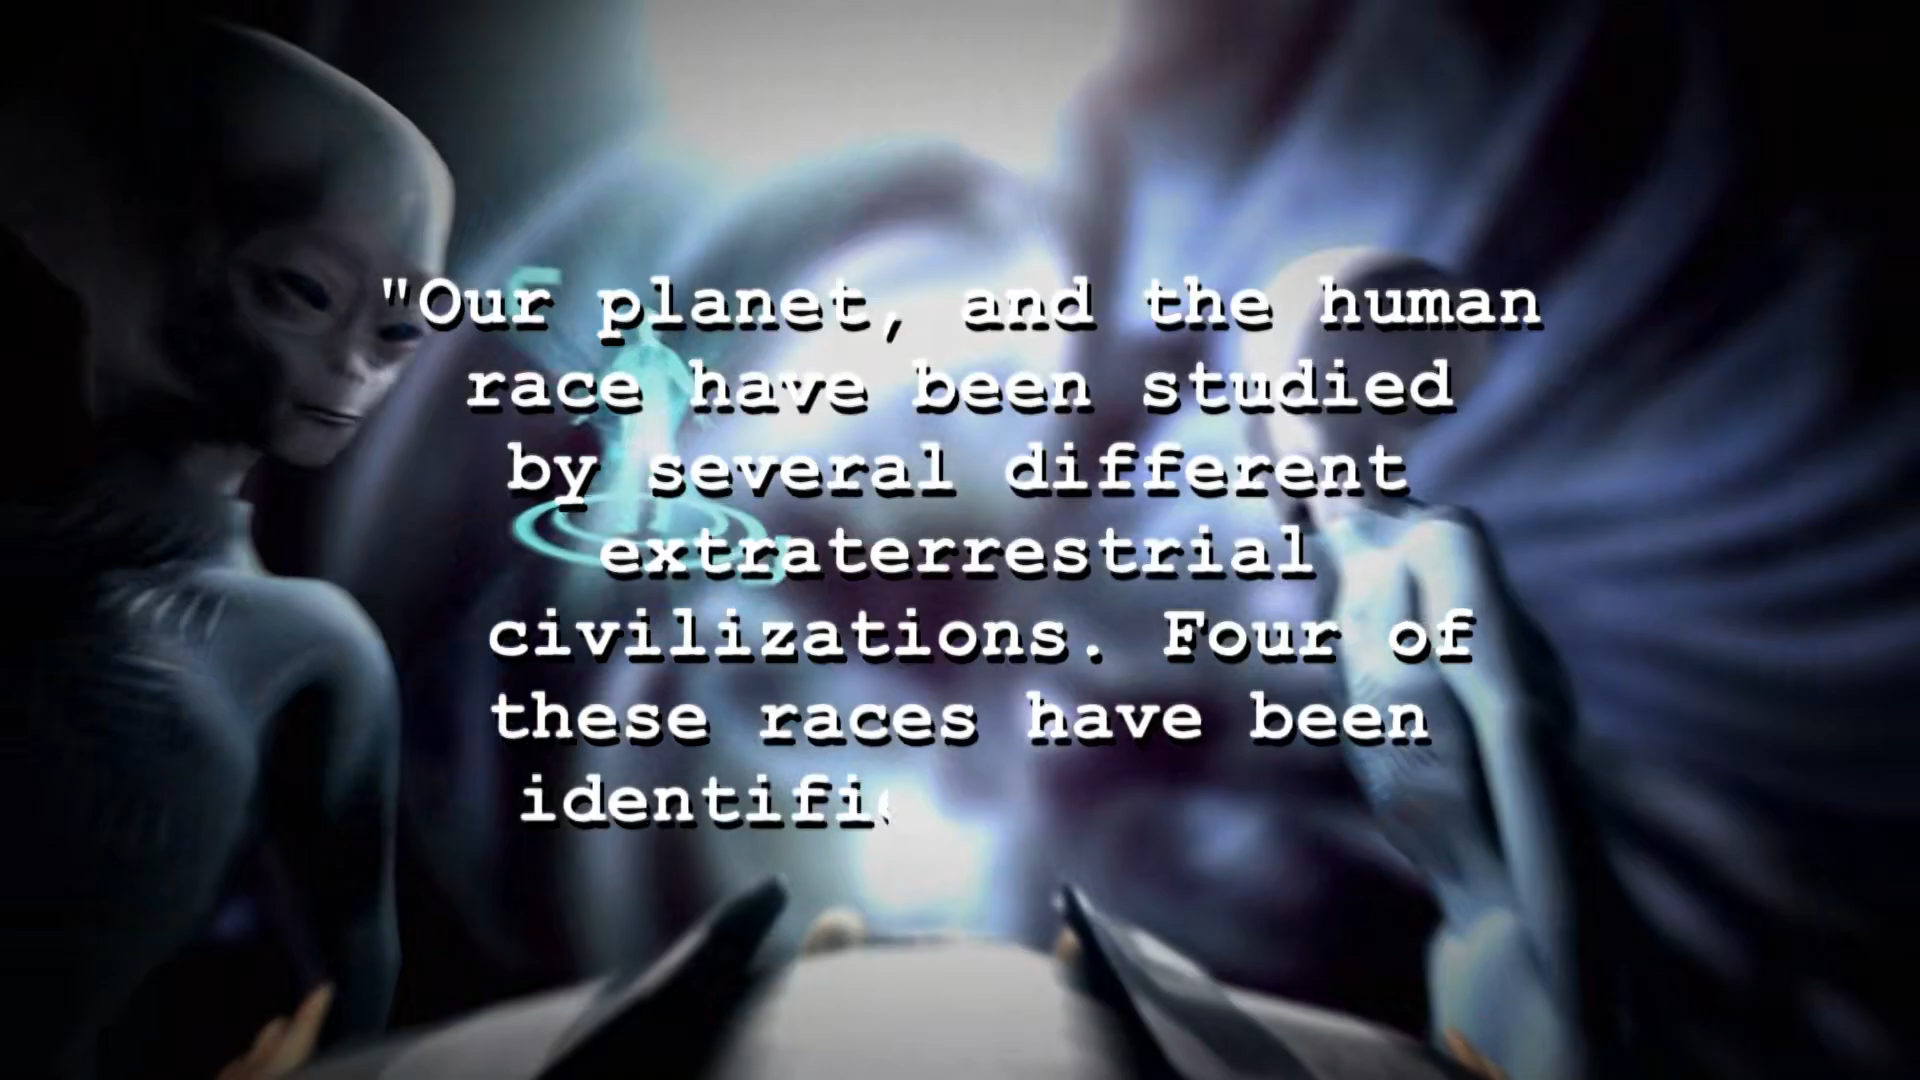 "Our planet, and the human
race have been studied
by several different
extraterrestrial
civilizations. Four of
these races have been
identifi